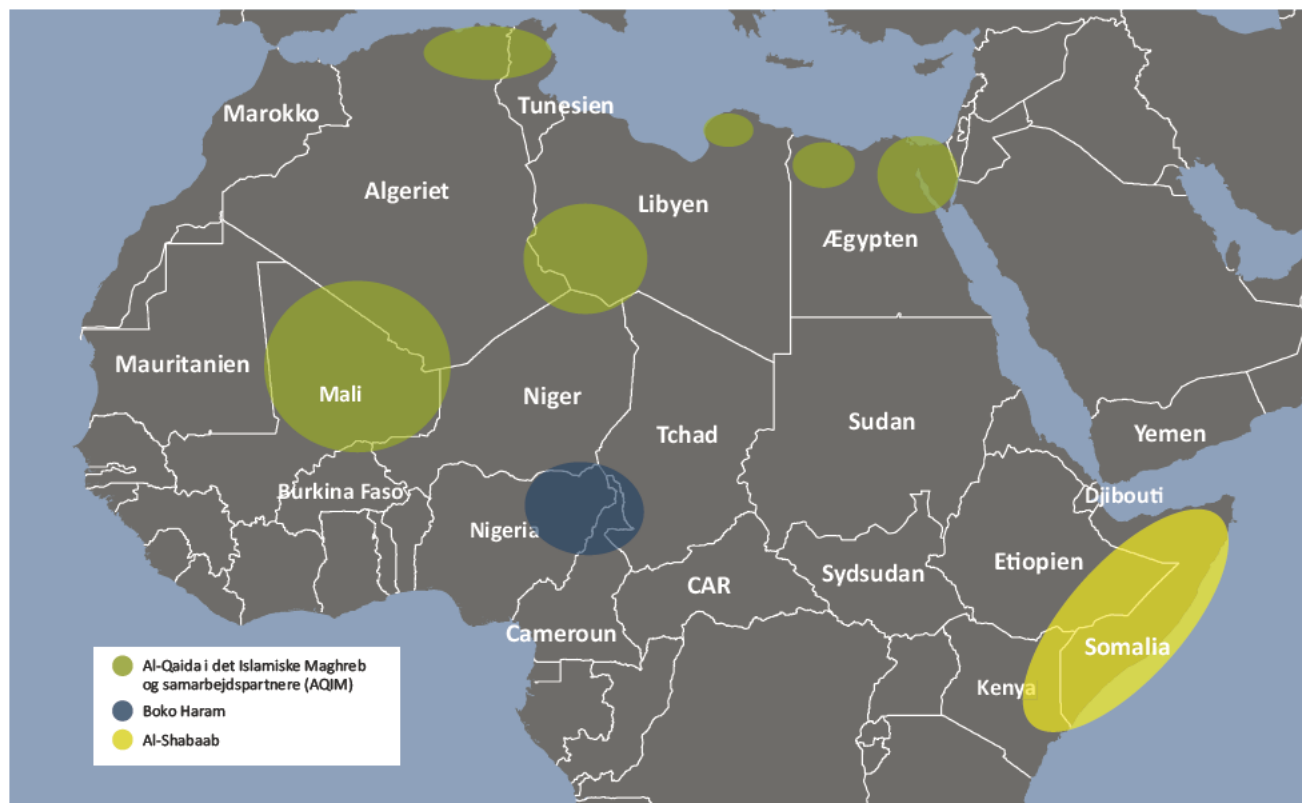 Marokko
Tunesien
Algeriet
Libyen
Ægypten
Mauritanien
Mali
Niger
Tchad
Sudan
Yemen
Burkina Faso
Nigeria
Djibouti
CAR
Sydsudan
Etiopien
Cameroun
Somalia
Kenya
Al-Qaida i det Islamiske Maghreb
og samarbejdspartnere (AQIM)
Boko Haram
Al-Shabaab